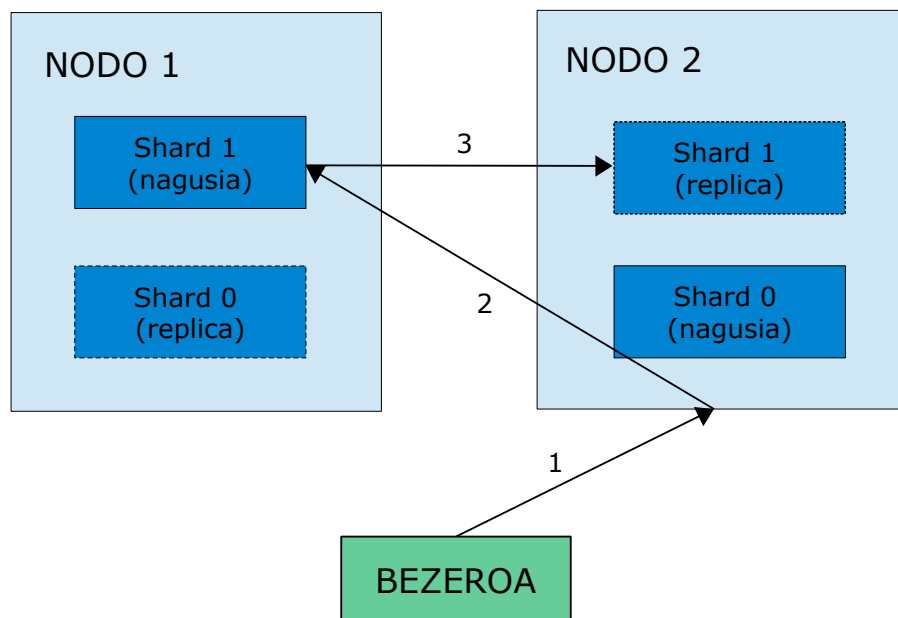 NODO 1
Shard 1
(nagusia)
Shard 0
(replica)
NODO 2
Shard 1
(replica)
Shard 0
(nagusia)
3
2
1
BEZEROA